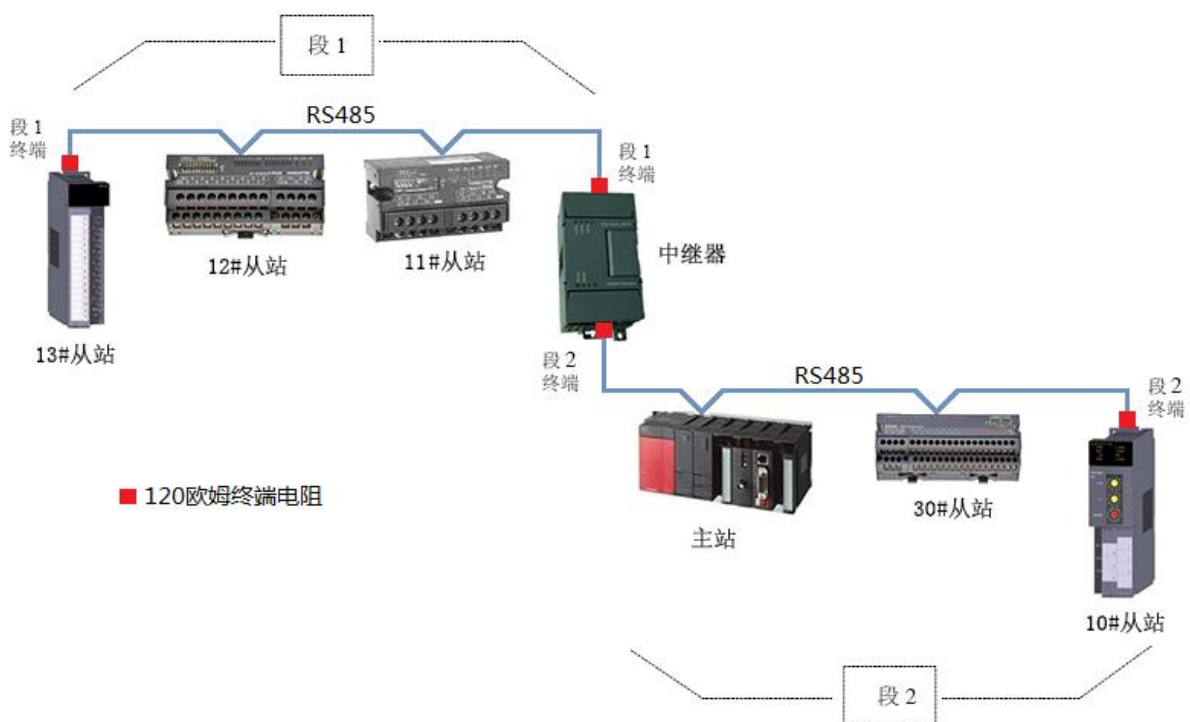 段 1
RS485
段 1
终端
段 1
终端
12#从站
11#从站
中继器
13#从站
段 2
终端
RS485
段 2
终端
120欧姆终端电阻
30#从站
主站
10#从站
段 2